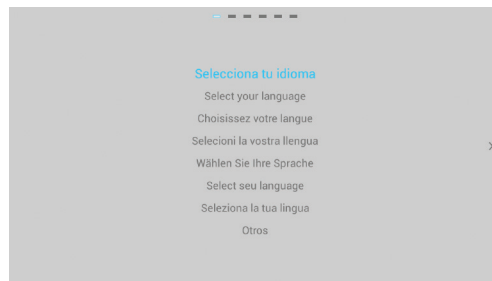 Selecciona tu idioma
Select your language
Choisissez votre langue
Selecioni la vostra llengua
Wählen Sie Ihre Sprache
Select seu language
Seleziona la tua lingua
Otros